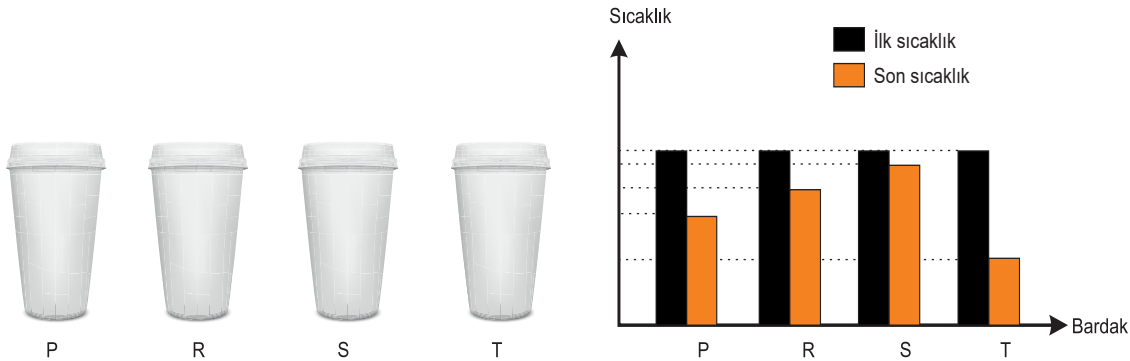 Sıcaklık
İlk sıcaklık
Son sıcaklık
P R S T
P R S T
Bardak